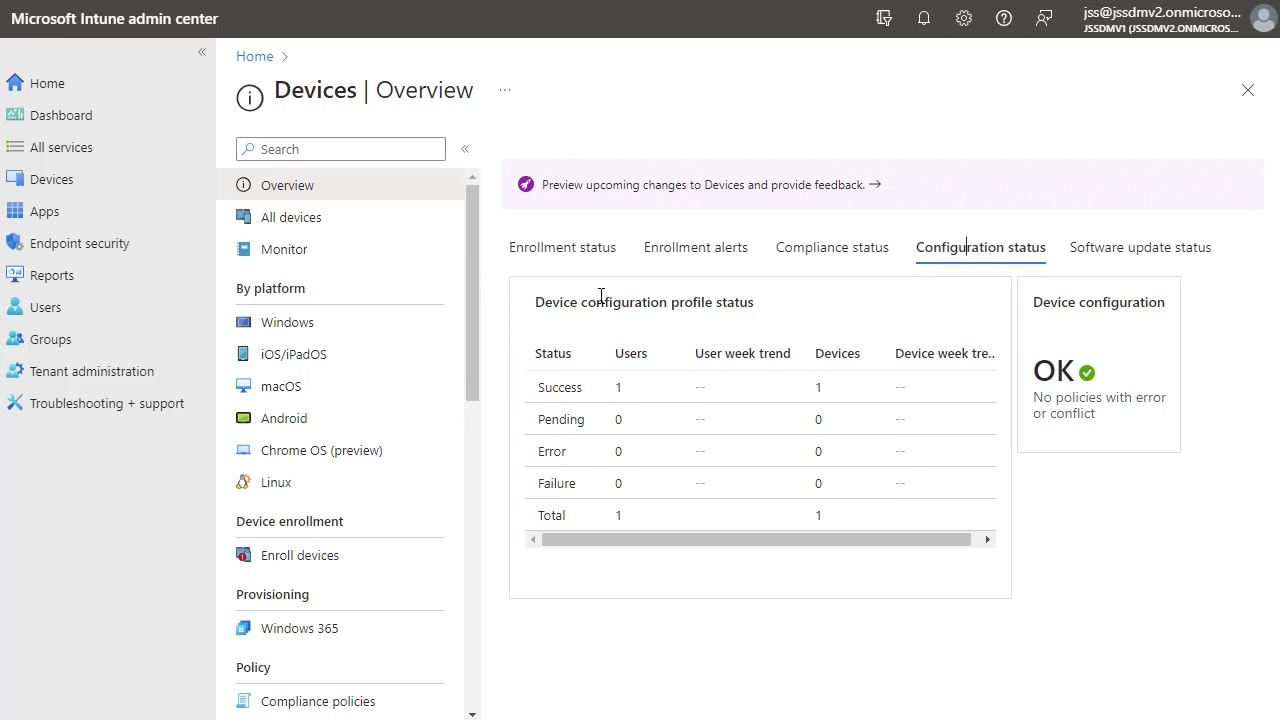 Microsoft Intune admin center
jss@jssdmv2.onmicroso...
JSSDMV1 (JSSDMV2.ONMICROS...
Home
Dashboard
All services
Devices
Apps
Endpoint security
Reports
Users
Groups
Tenant administration
Troubleshooting + support
Home
Devices | Overview
...
Search
Overview
All devices
Monitor
By platform
Windows
iOS/iPadOS
macOS
Android
Chrome OS (preview)
Linux
Device enrollment
Enroll devices
Provisioning
Windows 365
Policy
Compliance policies
Preview upcoming changes to Devices and provide feedback. →
Enrollment status Enrollment alerts Compliance status Configuration status Software update status
Device configuration profile status
Status Users User week trend Devices Device week tre..
Success 1 -- 1 --
Pending 0 -- 0 --
Error 0 -- 0 --
Failure 0 -- 0 --
Total 1 1
Device configuration
OK
No policies with error
or conflict